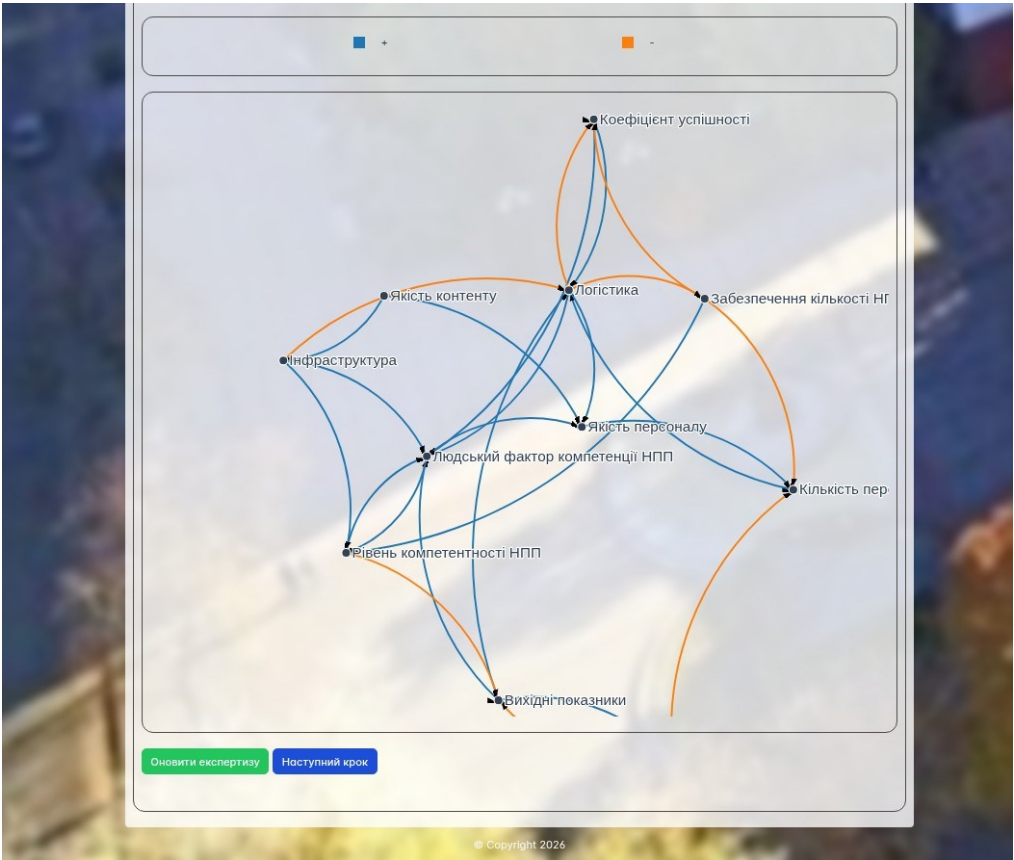 + -
Коефіцієнт успішності
Логістика
Якість контенту
Забезпечення кількості НГ
Інфраструктура
Якість персоналу
Людський фактор компетенції НПП
Кількість пер
Рівень компетентності НПП
Вихідні показники
Оновити експертизу Наступний крок
© Copyright 2026